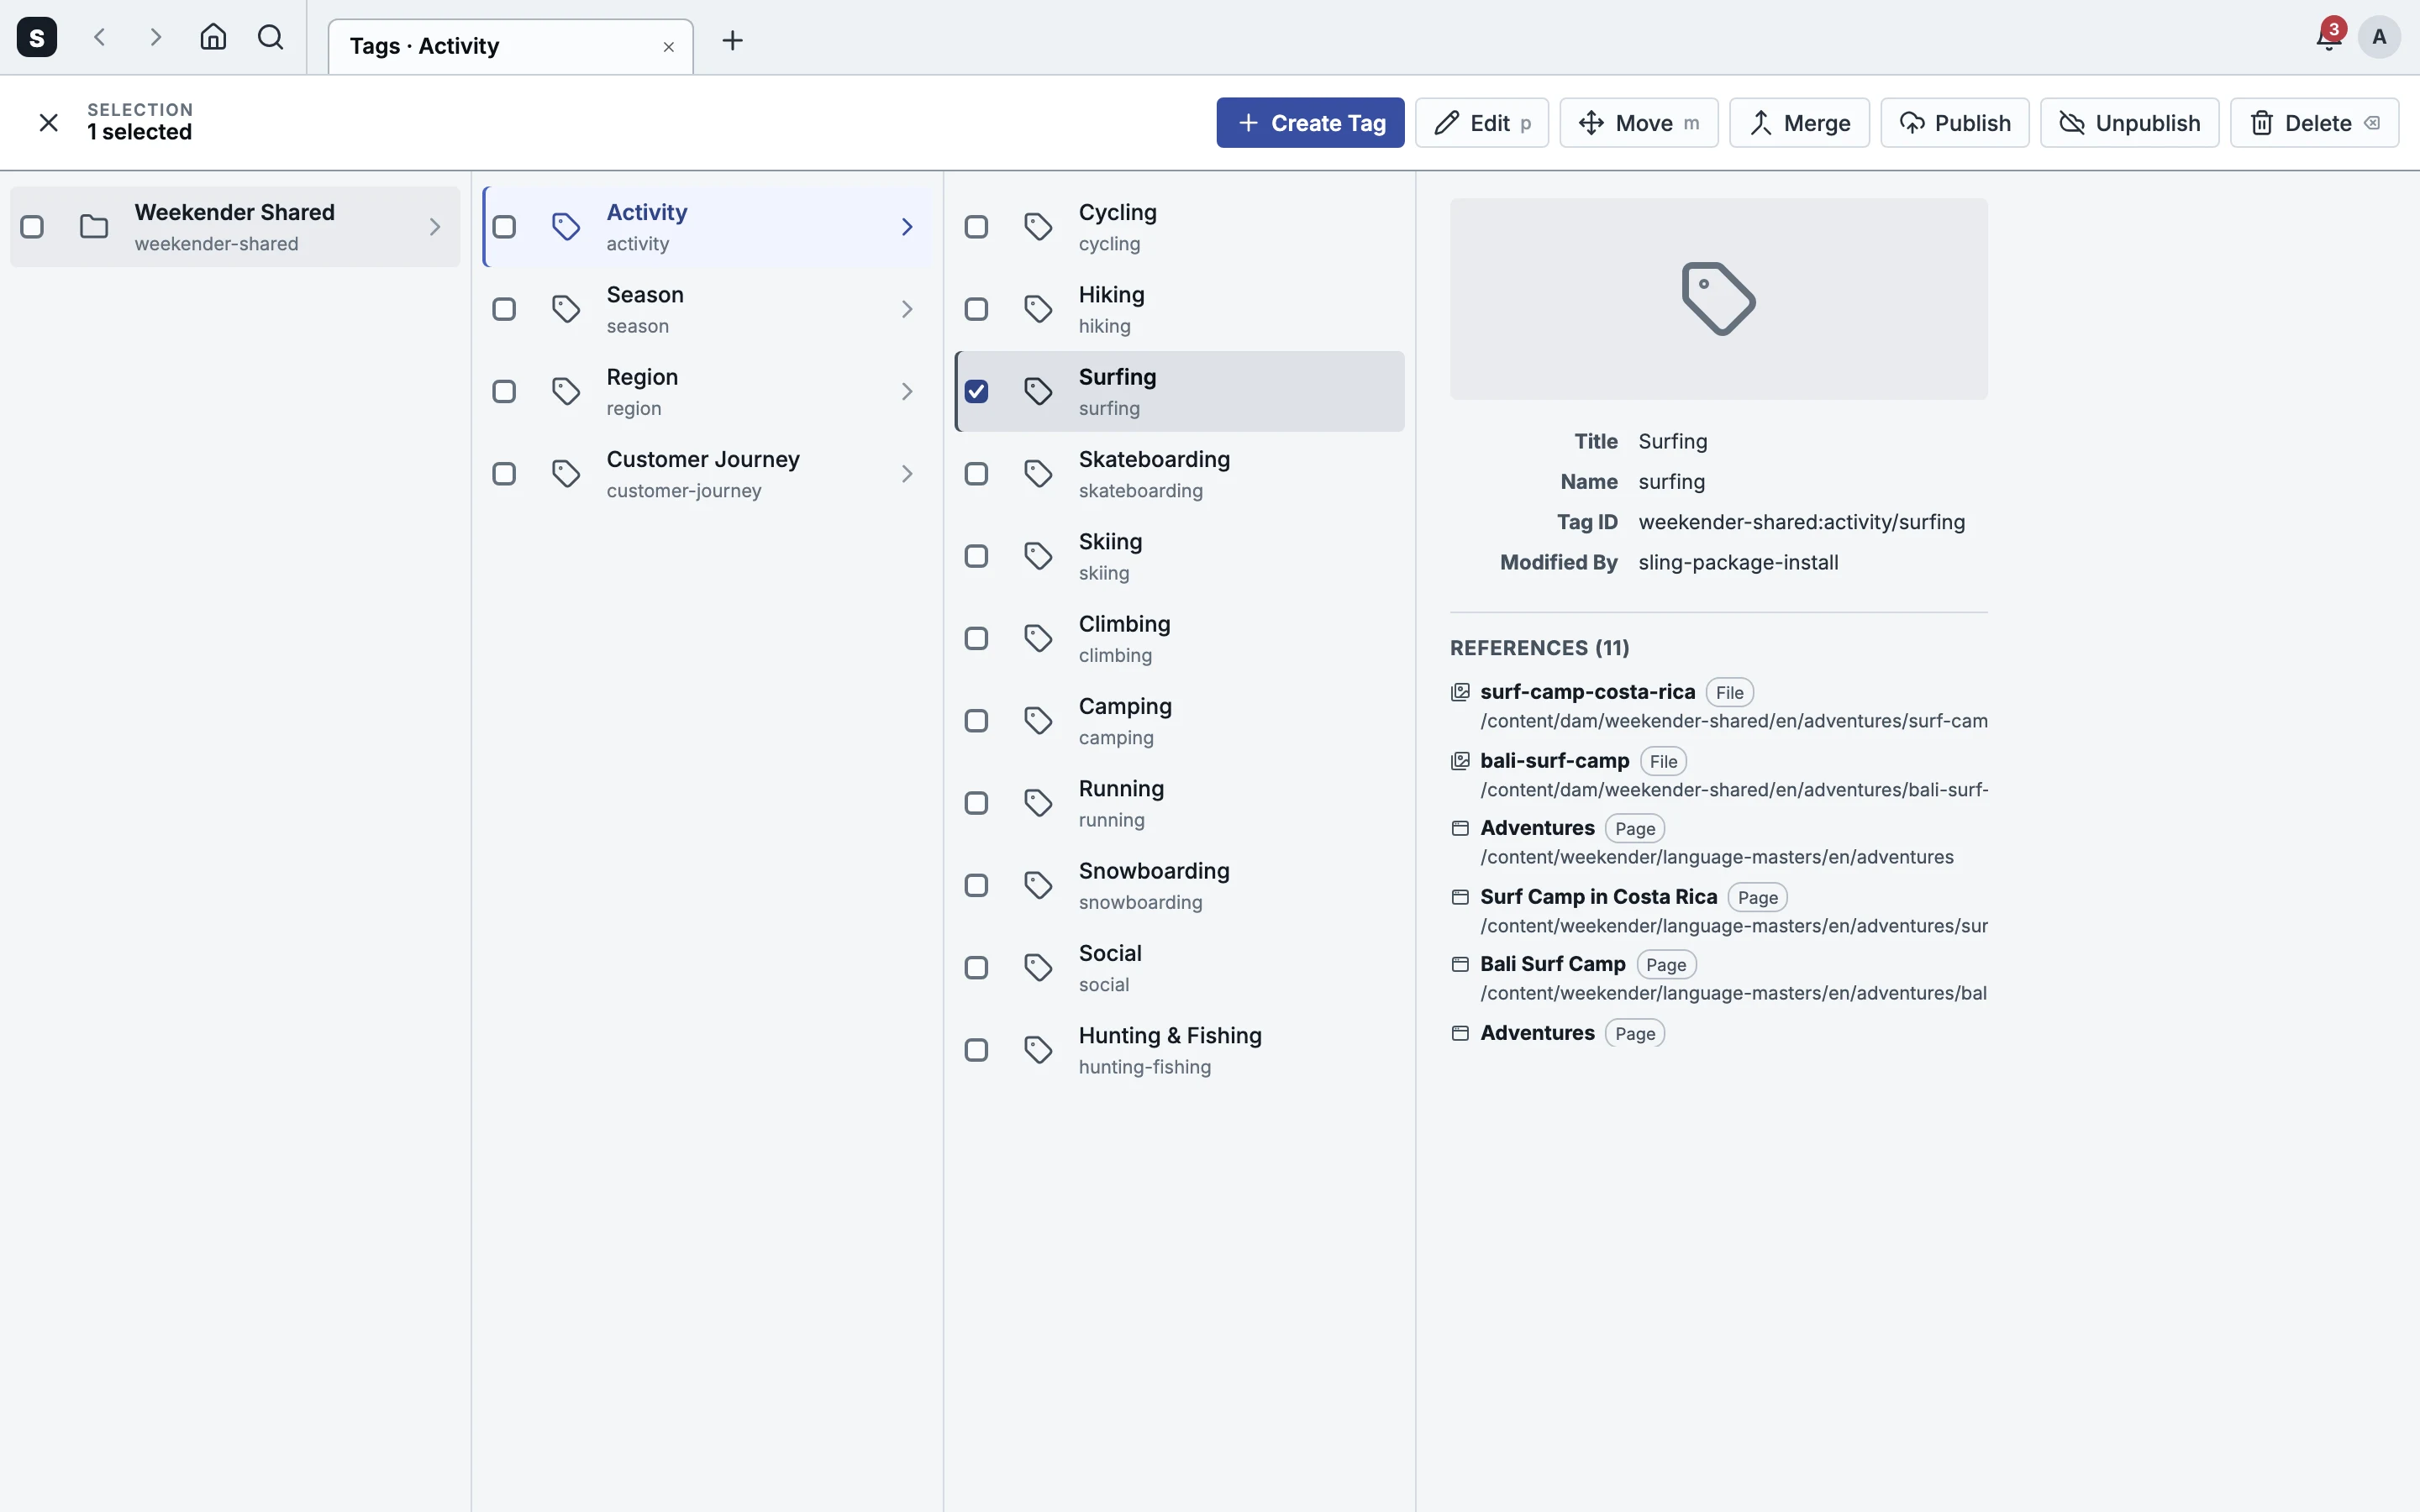 S
Tags · Activity
3
A
SELECTION
1 selected
Create Tag
Edit p
Move m
Merge
Publish
Unpublish
Delete
Weekender Shared
weekender-shared
Activity
activity
Season
season
Region
region
Customer Journey
customer-journey
Cycling
cycling
Hiking
hiking
Surfing
surfing
Skateboarding
skateboarding
Skiing
skiing
Climbing
climbing
Camping
camping
Running
running
Snowboarding
snowboarding
Social
social
Hunting & Fishing
hunting-fishing
Title Surfing
Name surfing
Tag ID weekender-shared:activity/surfing
Modified By sling-package-install
REFERENCES (11)
surf-camp-costa-rica File
/content/dam/weekender-shared/en/adventures/surf-cam
bali-surf-camp File
/content/dam/weekender-shared/en/adventures/bali-surf-
Adventures Page
/content/weekender/language-masters/en/adventures
Surf Camp in Costa Rica Page
/content/weekender/language-masters/en/adventures/sur
Bali Surf Camp Page
/content/weekender/language-masters/en/adventures/bal
Adventures Page